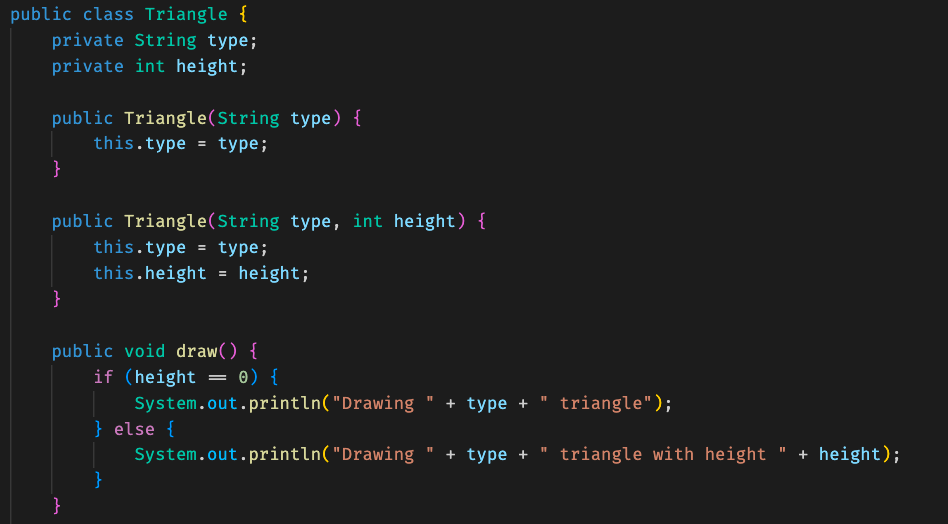 public class Triangle {
    private String type;
    private int height;

    public Triangle(String type) {
        this.type = type;
    }

    public Triangle(String type, int height) {
        this.type = type;
        this.height = height;
    }

    public void draw() {
        if (height == 0) {
            System.out.println("Drawing " + type + " triangle");
        } else {
            System.out.println("Drawing " + type + " triangle with height " + height);
        }
    }